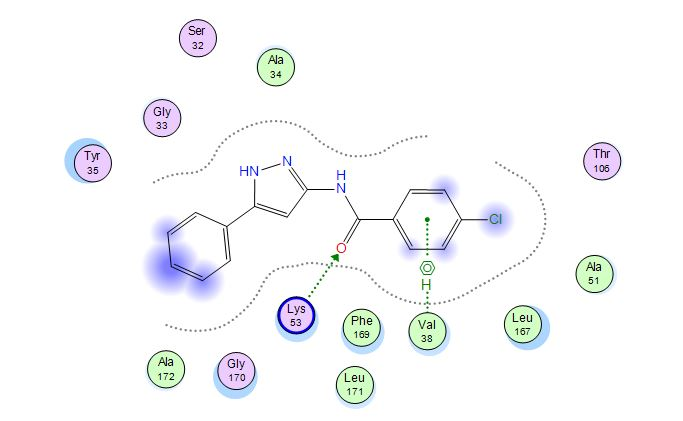 Ser
32
Ala
34
Gly
33
Tyr
35
Thr
106
HN
N
H
N
Cl
O
H
Ala
51
Lys
53
Phe
169
Val
38
Leu
167
Ala
172
Gly
170
Leu
171